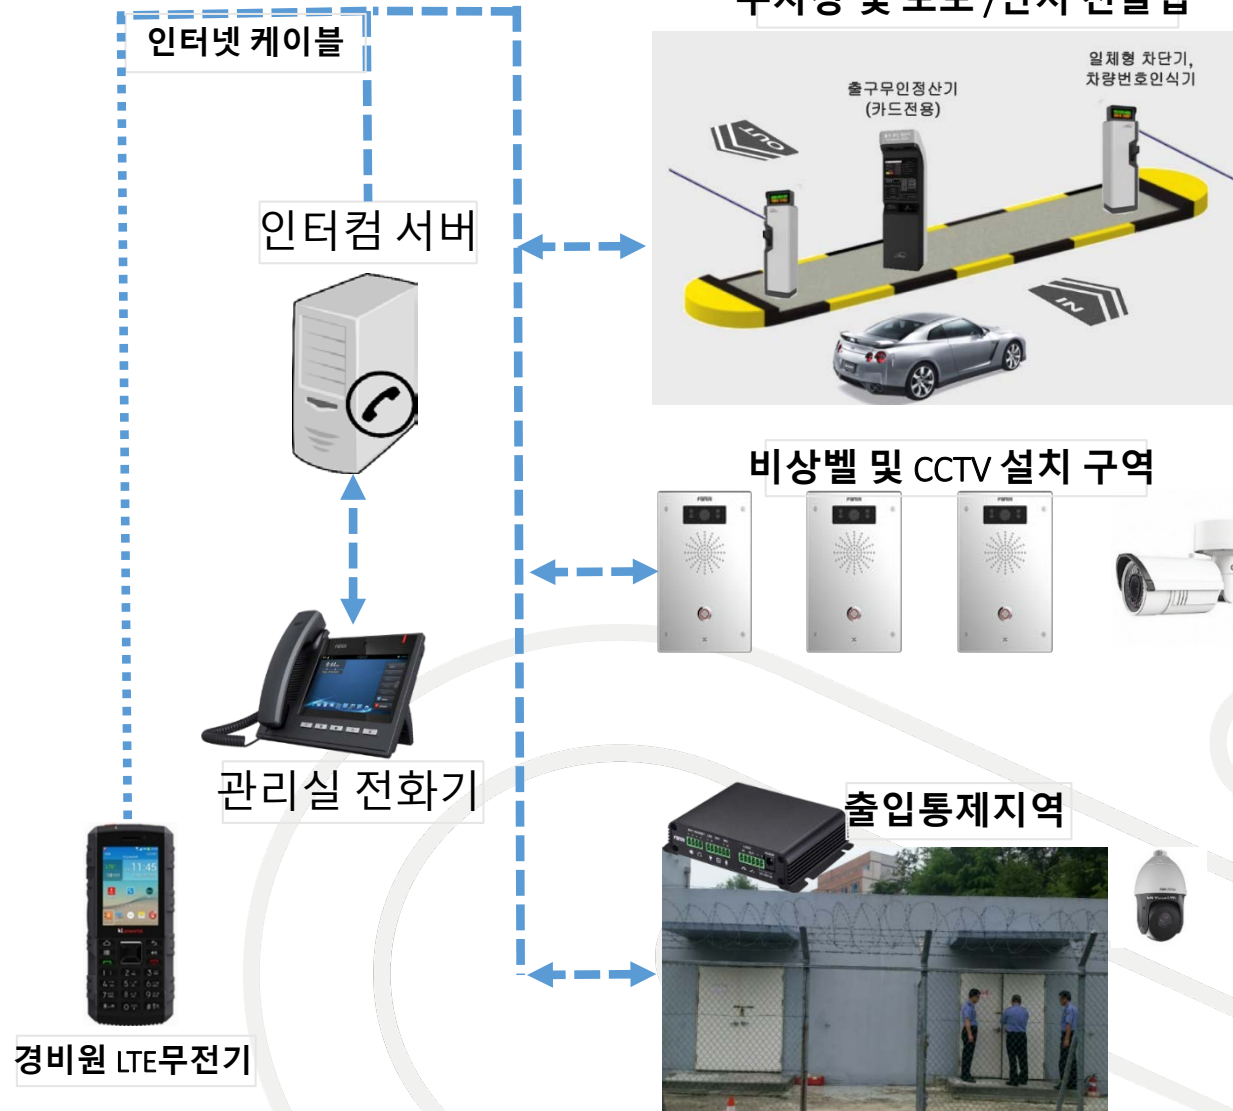 인터넷 케이블
일체형 차단기,
차량번호인식기
출구무인정산기
(카드전용)
OUT
IN
인터컴 서버
비상벨 및 CCTV 설치 구역
관리실 전화기
출입통제지역
경비원 LTE무전기